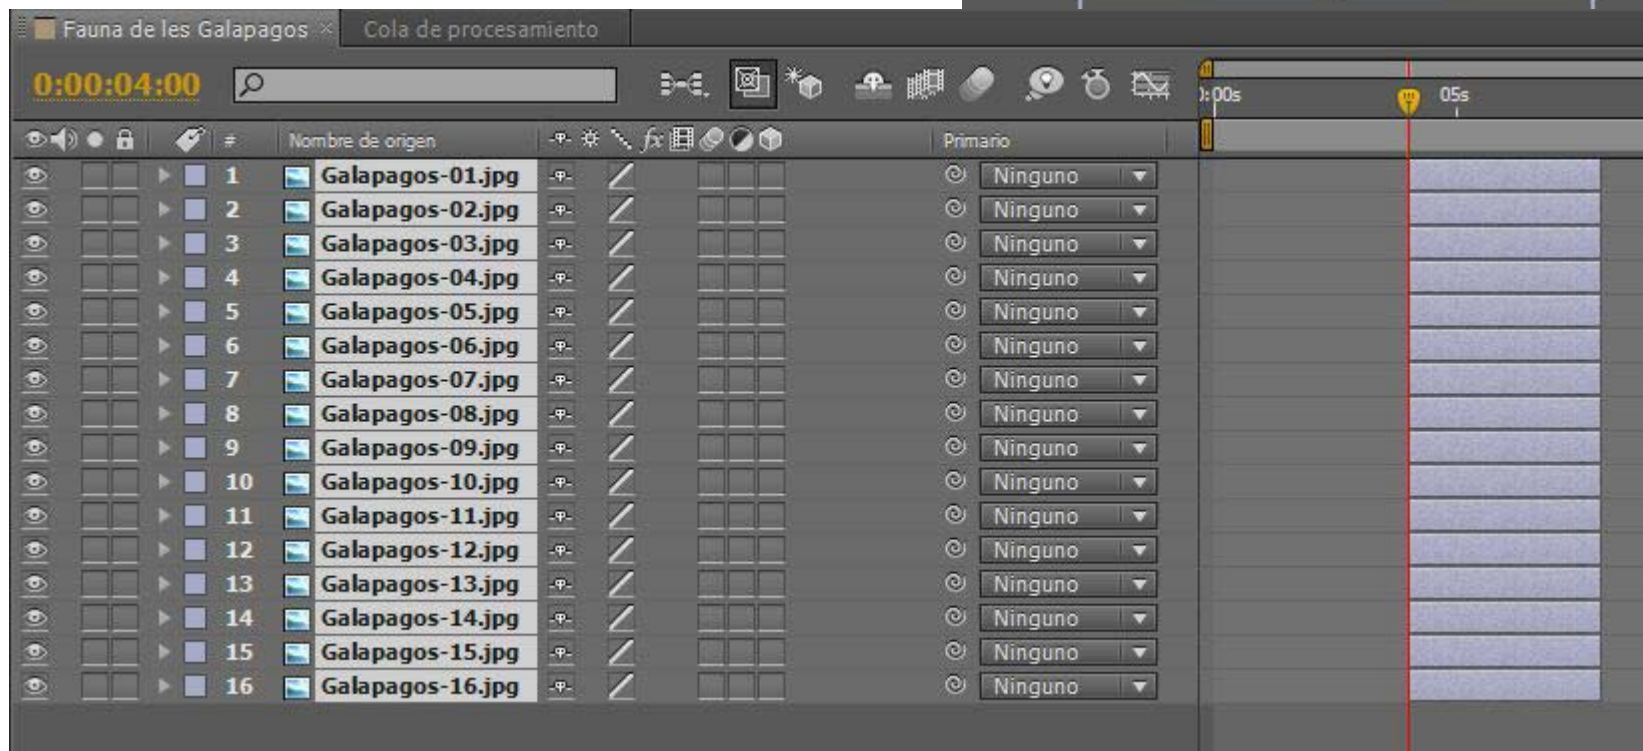 Fauna de les Galapagos × Cola de procesamiento
0:00:04:00
):00s 05s
# Nombre de origen fx Primario
1 Galapagos-01.jpg Ninguno
2 Galapagos-02.jpg Ninguno
3 Galapagos-03.jpg Ninguno
4 Galapagos-04.jpg Ninguno
5 Galapagos-05.jpg Ninguno
6 Galapagos-06.jpg Ninguno
7 Galapagos-07.jpg Ninguno
8 Galapagos-08.jpg Ninguno
9 Galapagos-09.jpg Ninguno
10 Galapagos-10.jpg Ninguno
11 Galapagos-11.jpg Ninguno
12 Galapagos-12.jpg Ninguno
13 Galapagos-13.jpg Ninguno
14 Galapagos-14.jpg Ninguno
15 Galapagos-15.jpg Ninguno
16 Galapagos-16.jpg Ninguno